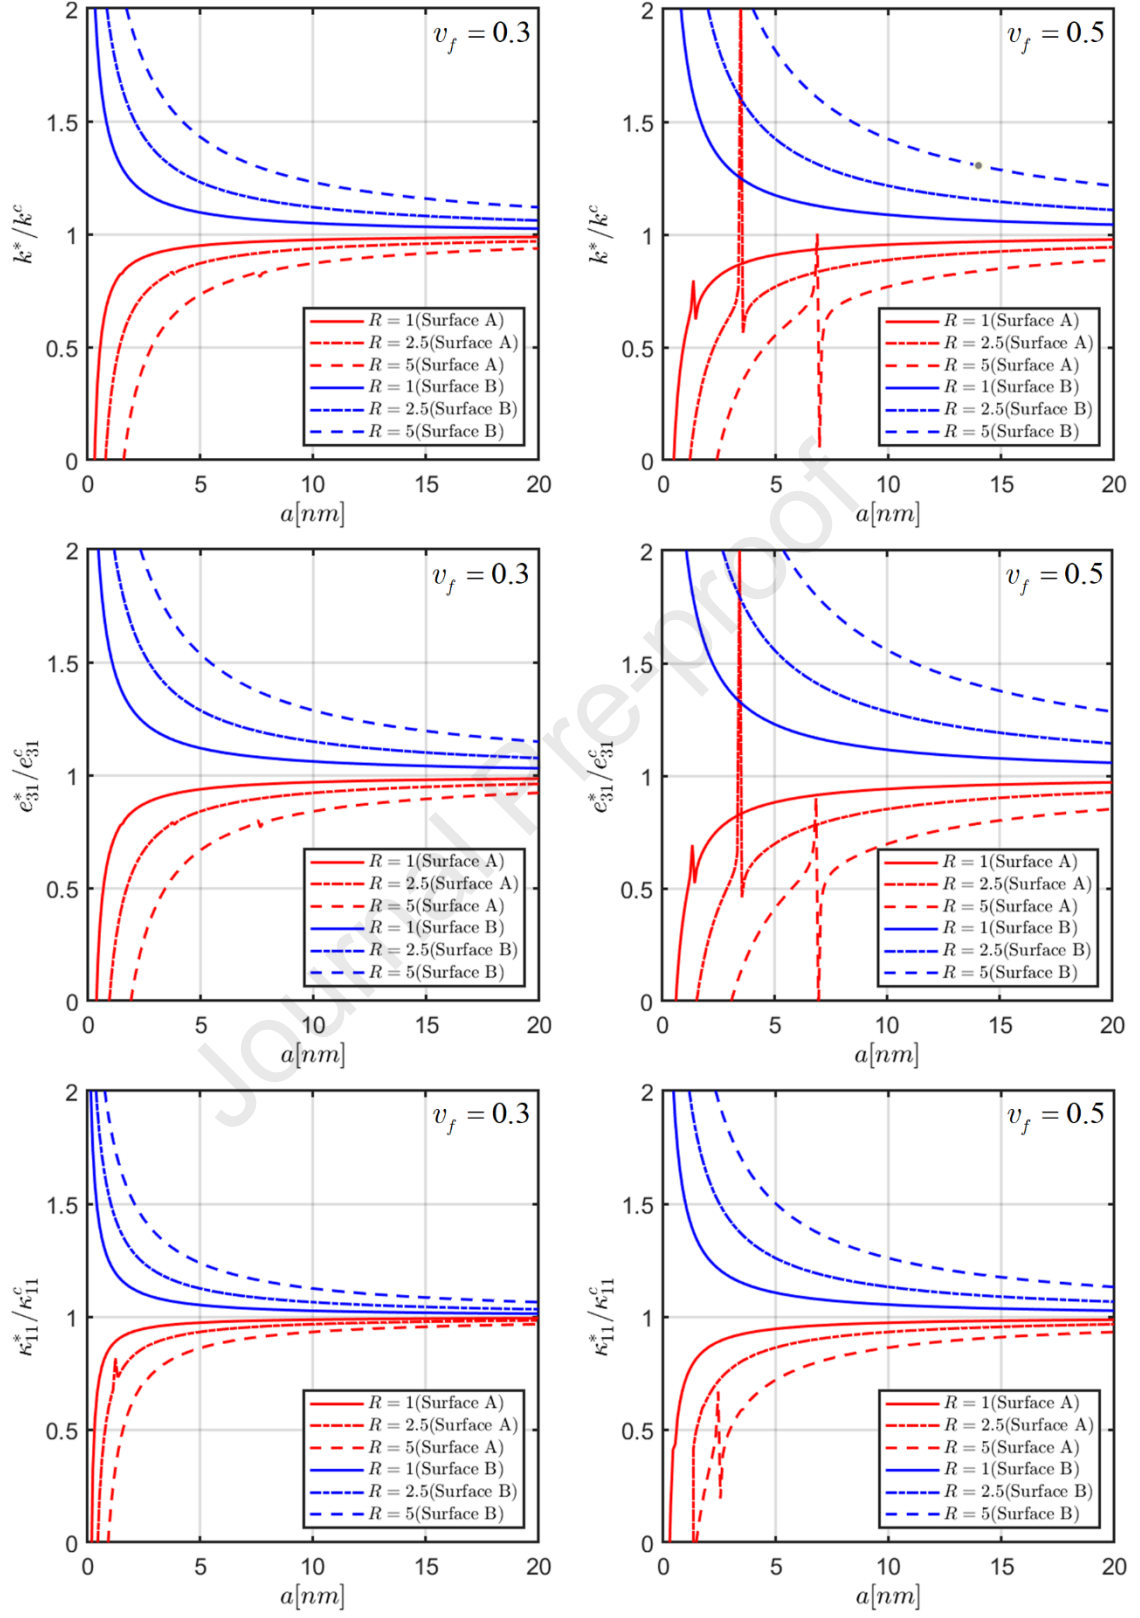 2
1.5
1
0.5
0
k*/k^c
v_f = 0.3
R = 1(Surface A)
R = 2.5(Surface A)
R = 5(Surface A)
R = 1(Surface B)
R = 2.5(Surface B)
R = 5(Surface B)
0 5 10 15 20
a[nm]
2
1.5
1
0.5
0
k*/k^c
v_f = 0.5
R = 1(Surface A)
R = 2.5(Surface A)
R = 5(Surface A)
R = 1(Surface B)
R = 2.5(Surface B)
R = 5(Surface B)
0 5 10 15 20
a[nm]
2
1.5
1
0.5
0
e*_31/e^c_31
v_f = 0.3
R = 1(Surface A)
R = 2.5(Surface A)
R = 5(Surface A)
R = 1(Surface B)
R = 2.5(Surface B)
R = 5(Surface B)
0 5 10 15 20
a[nm]
2
1.5
1
0.5
0
e*_31/e^c_31
v_f = 0.5
R = 1(Surface A)
R = 2.5(Surface A)
R = 5(Surface A)
R = 1(Surface B)
R = 2.5(Surface B)
R = 5(Surface B)
0 5 10 15 20
a[nm]
2
1.5
1
0.5
0
κ*_11/κ^c_11
v_f = 0.3
R = 1(Surface A)
R = 2.5(Surface A)
R = 5(Surface A)
R = 1(Surface B)
R = 2.5(Surface B)
R = 5(Surface B)
0 5 10 15 20
a[nm]
2
1.5
1
0.5
0
κ*_11/κ^c_11
v_f = 0.5
R = 1(Surface A)
R = 2.5(Surface A)
R = 5(Surface A)
R = 1(Surface B)
R = 2.5(Surface B)
R = 5(Surface B)
0 5 10 15 20
a[nm]
Journal Pre-proof